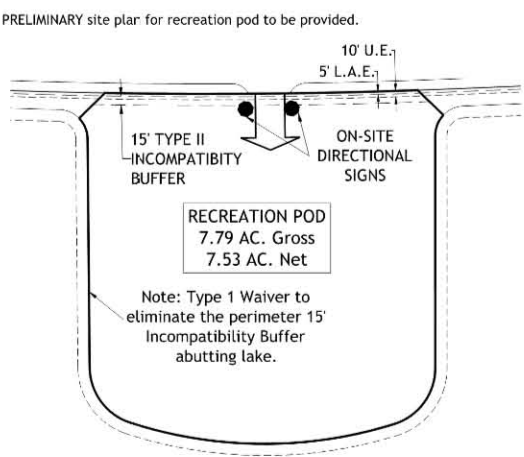 PRELIMINARY site plan for recreation pod to be provided.
10' U.E.
5' L.A.E.
15' TYPE II
INCOMPATIBITY
BUFFER
ON-SITE
DIRECTIONAL
SIGNS
RECREATION POD
7.79 AC. Gross
7.53 AC. Net
Note: Type 1 Waiver to
eliminate the perimeter 15'
Incompatibility Buffer
abutting lake.